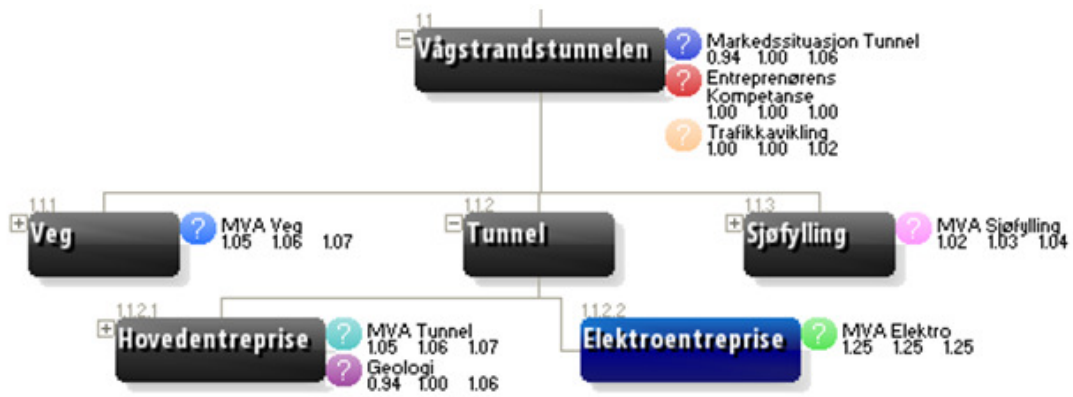 1.1
Vågstrandstunnelen
? Markedssituasjon Tunnel
0.94 1.00 1.06
? Entreprenørens
Kompetanse
1.00 1.00 1.00
? Trafikkavikling
1.00 1.00 1.02
1.1.1
Veg
? MVA Veg
1.05 1.06 1.07
1.1.2
Tunnel
1.1.3
Sjøfylling
? MVA Sjøfylling
1.02 1.03 1.04
1.1.2.1
Hovedentreprise
? MVA Tunnel
1.05 1.06 1.07
? Geologi
0.94 1.00 1.06
1.1.2.2
Elektroentreprise
? MVA Elektro
1.25 1.25 1.25